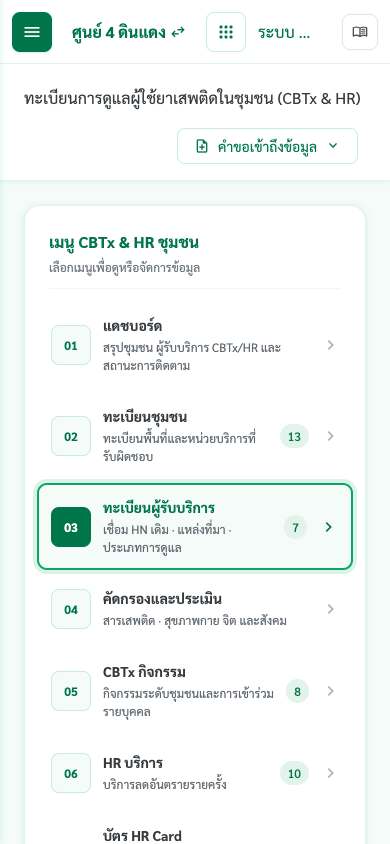 ศูนย์ 4 ดินแดง
ระบบ ...
ทะเบียนการดูแลผู้ใช้ยาเสพติดในชุมชน (CBTx & HR)
คำขอเข้าถึงข้อมูล
เมนู CBTx & HR ชุมชน
เลือกเมนูเพื่อดูหรือจัดการข้อมูล
01
แดชบอร์ด
สรุปชุมชน ผู้รับบริการ CBTx/HR และ
สถานะการติดตาม
02
ทะเบียนชุมชน
ทะเบียนพื้นที่และหน่วยบริการที่
รับผิดชอบ
13
03
ทะเบียนผู้รับบริการ
เชื่อม HN เดิม · แหล่งที่มา ·
ประเภทการดูแล
7
04
คัดกรองและประเมิน
สารเสพติด · สุขภาพกาย จิต และสังคม
05
CBTx กิจกรรม
กิจกรรมระดับชุมชนและการเข้าร่วม
รายบุคคล
8
06
HR บริการ
บริการลดอันตรายรายครั้ง
10
บัตร HR Card